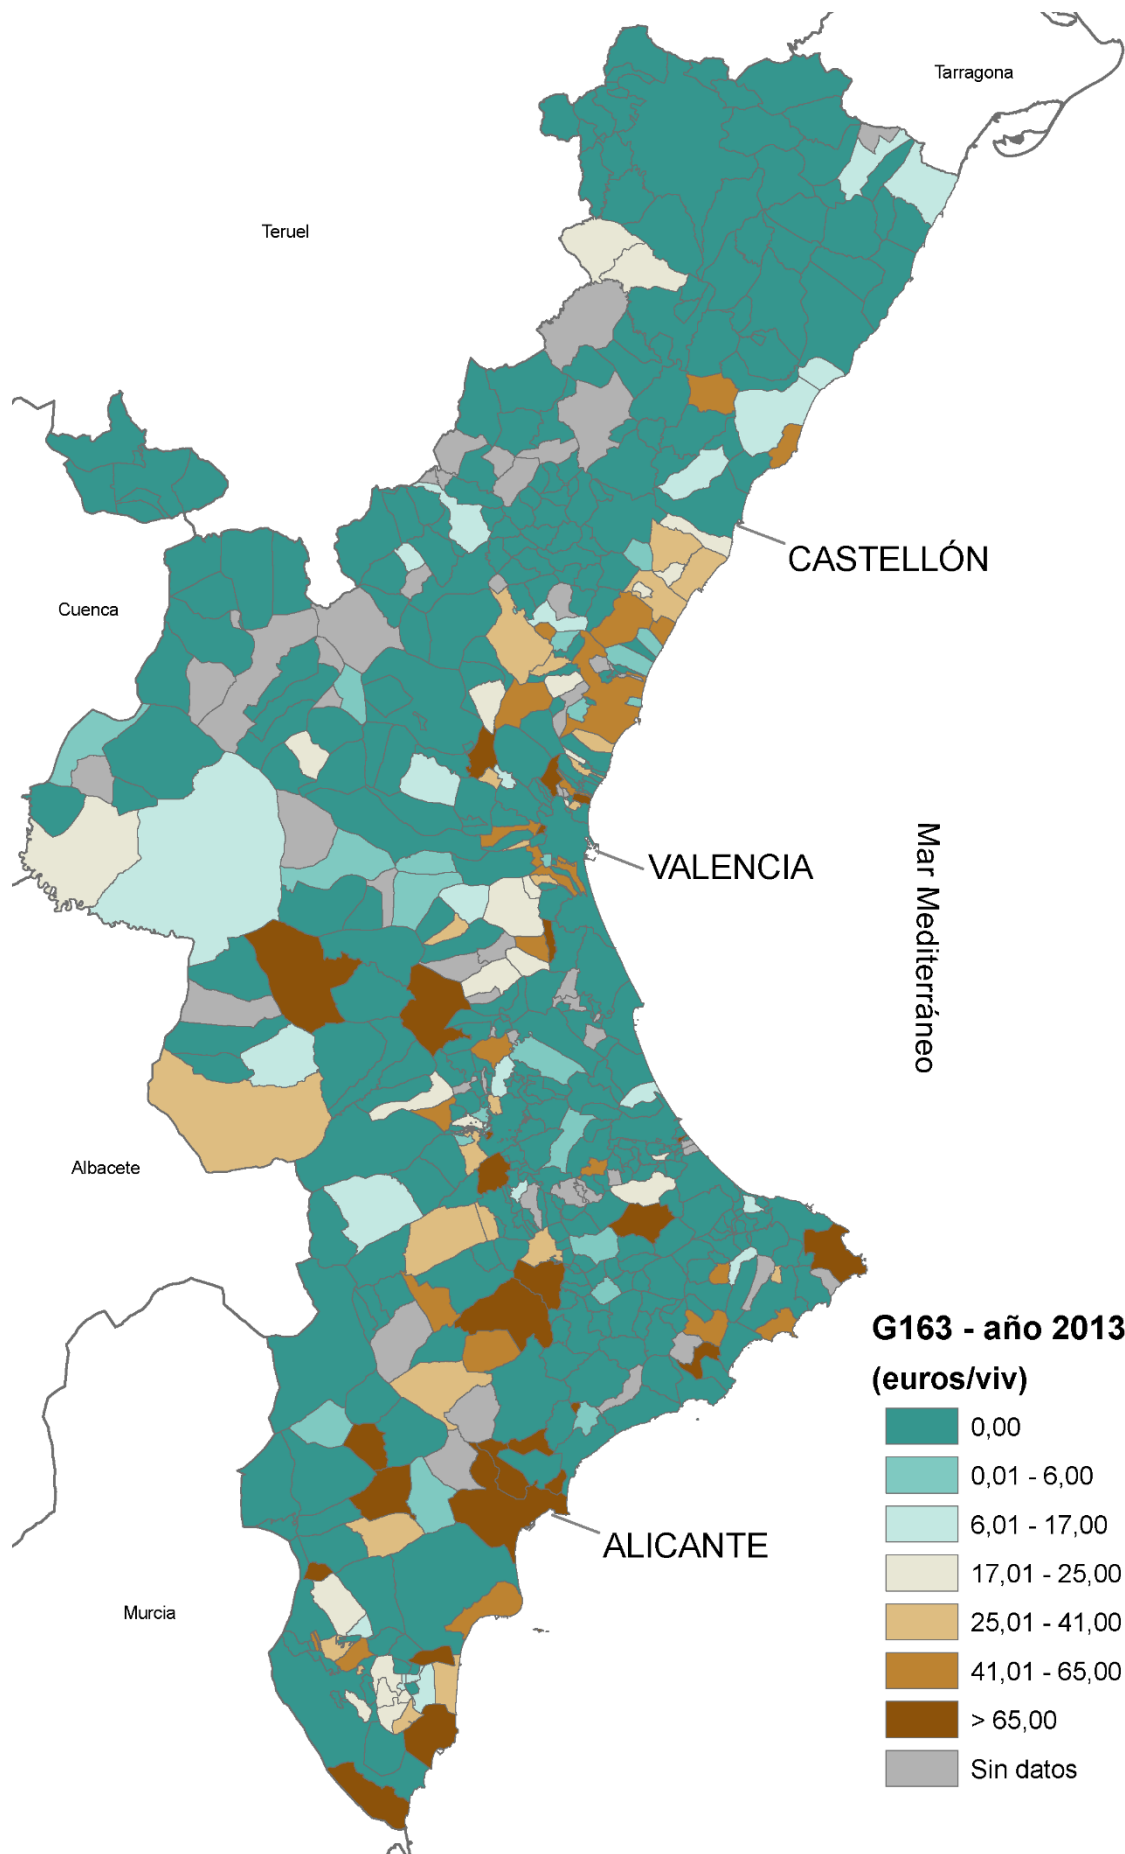 Tarragona
Teruel
CASTELLÓN
Cuenca
VALENCIA
Mar Mediterráneo
Albacete
ALICANTE
Murcia
G163 - año 2013
(euros/viv)
0,00
0,01 - 6,00
6,01 - 17,00
17,01 - 25,00
25,01 - 41,00
41,01 - 65,00
> 65,00
Sin datos